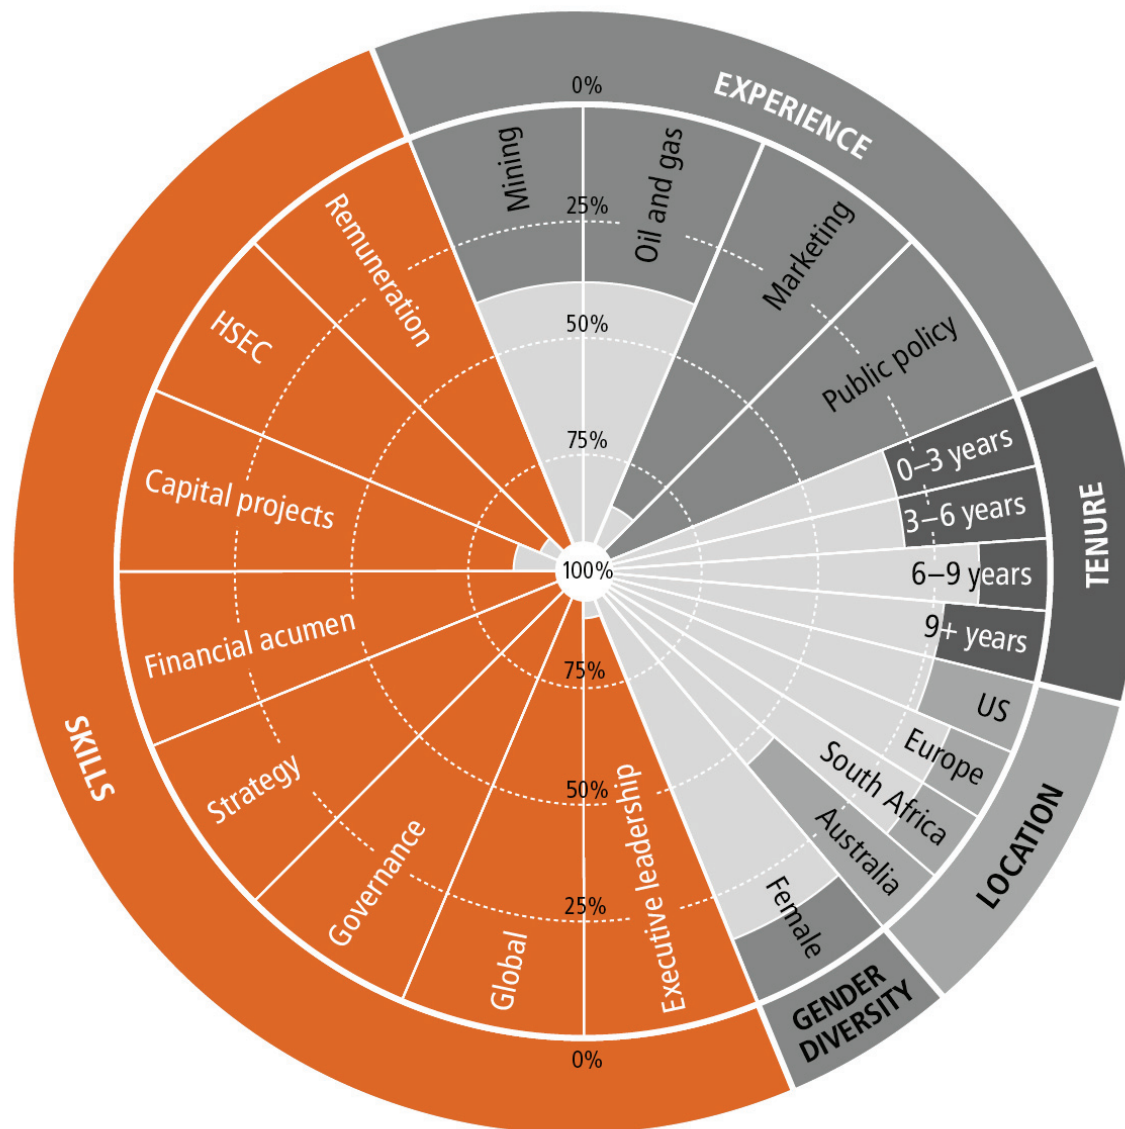 EXPERIENCE
0%
Mining
Oil and gas
Marketing
Public policy
25%
50%
75%
100%
75%
50%
25%
0%
TENURE
0–3 years
3–6 years
6–9 years
9+ years
LOCATION
US
Europe
South Africa
Australia
GENDER
DIVERSITY
Female
SKILLS
Executive leadership
Global
Governance
Strategy
Financial acumen
Capital projects
HSEC
Remuneration